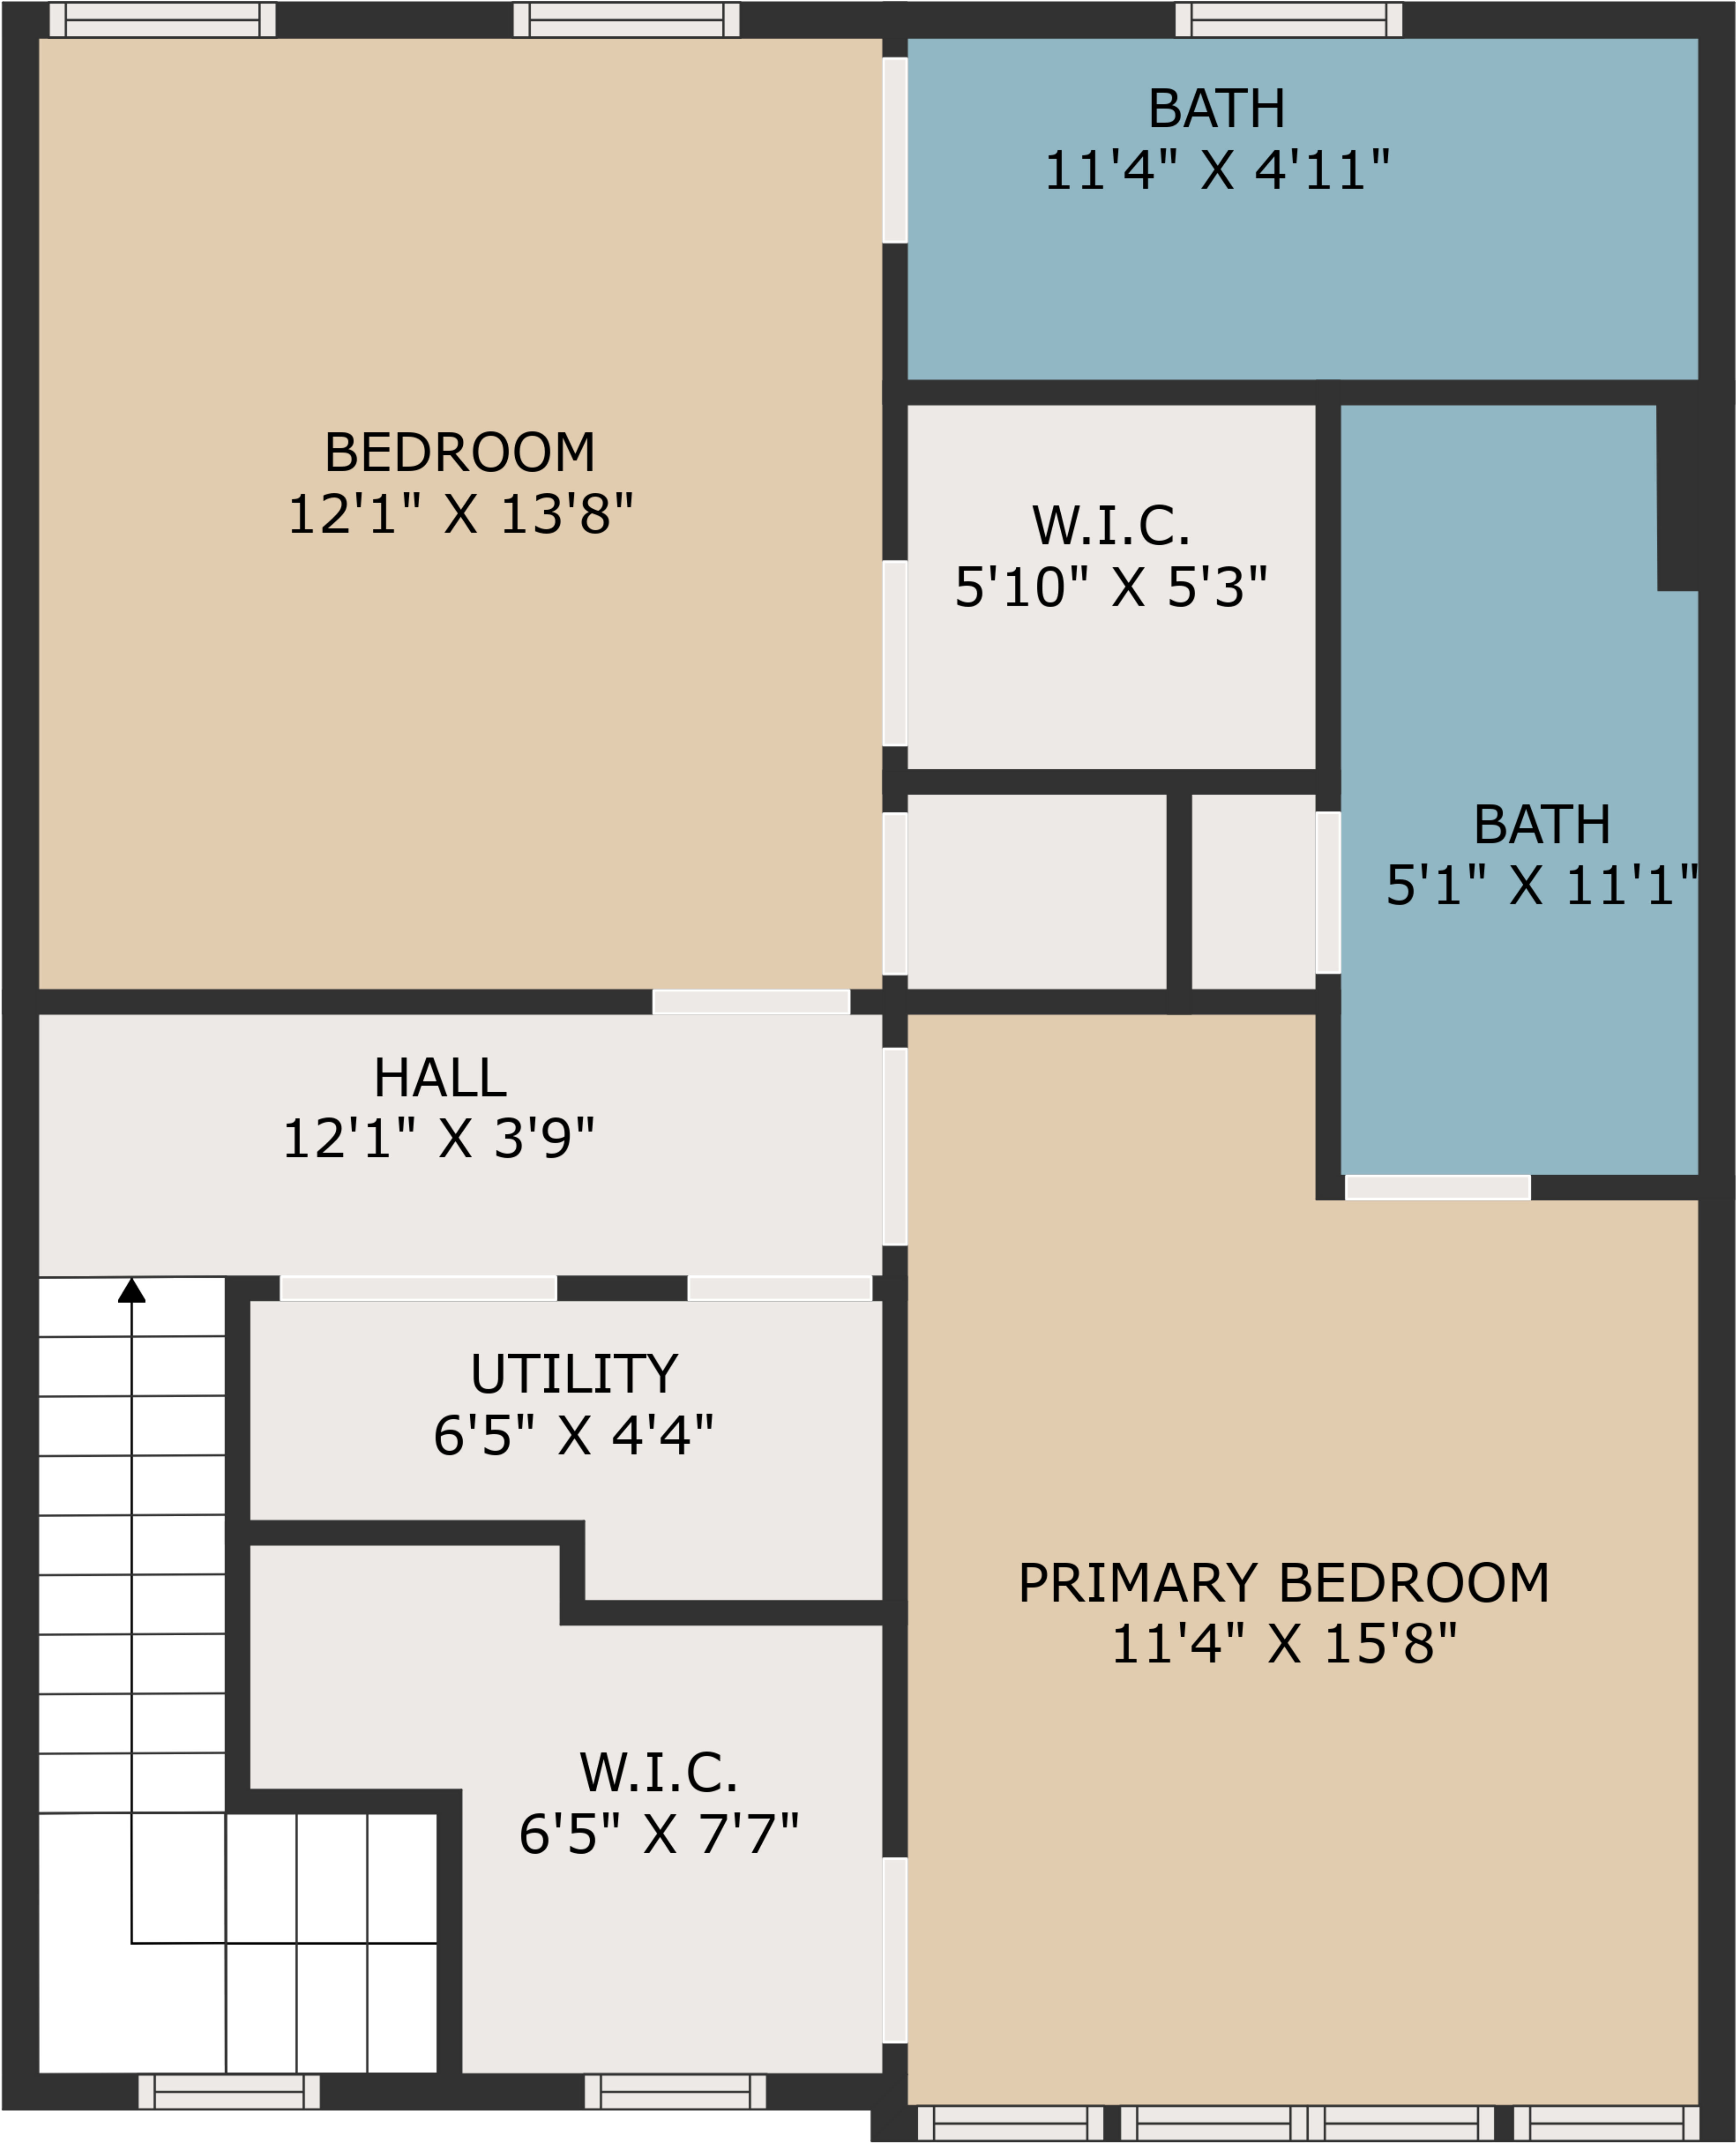 BATH
11'4" X 4'11"
BEDROOM
12'1" X 13'8"
W.I.C.
5'10" X 5'3"
BATH
5'1" X 11'1"
HALL
12'1" X 3'9"
UTILITY
6'5" X 4'4"
PRIMARY BEDROOM
11'4" X 15'8"
W.I.C.
6'5" X 7'7"